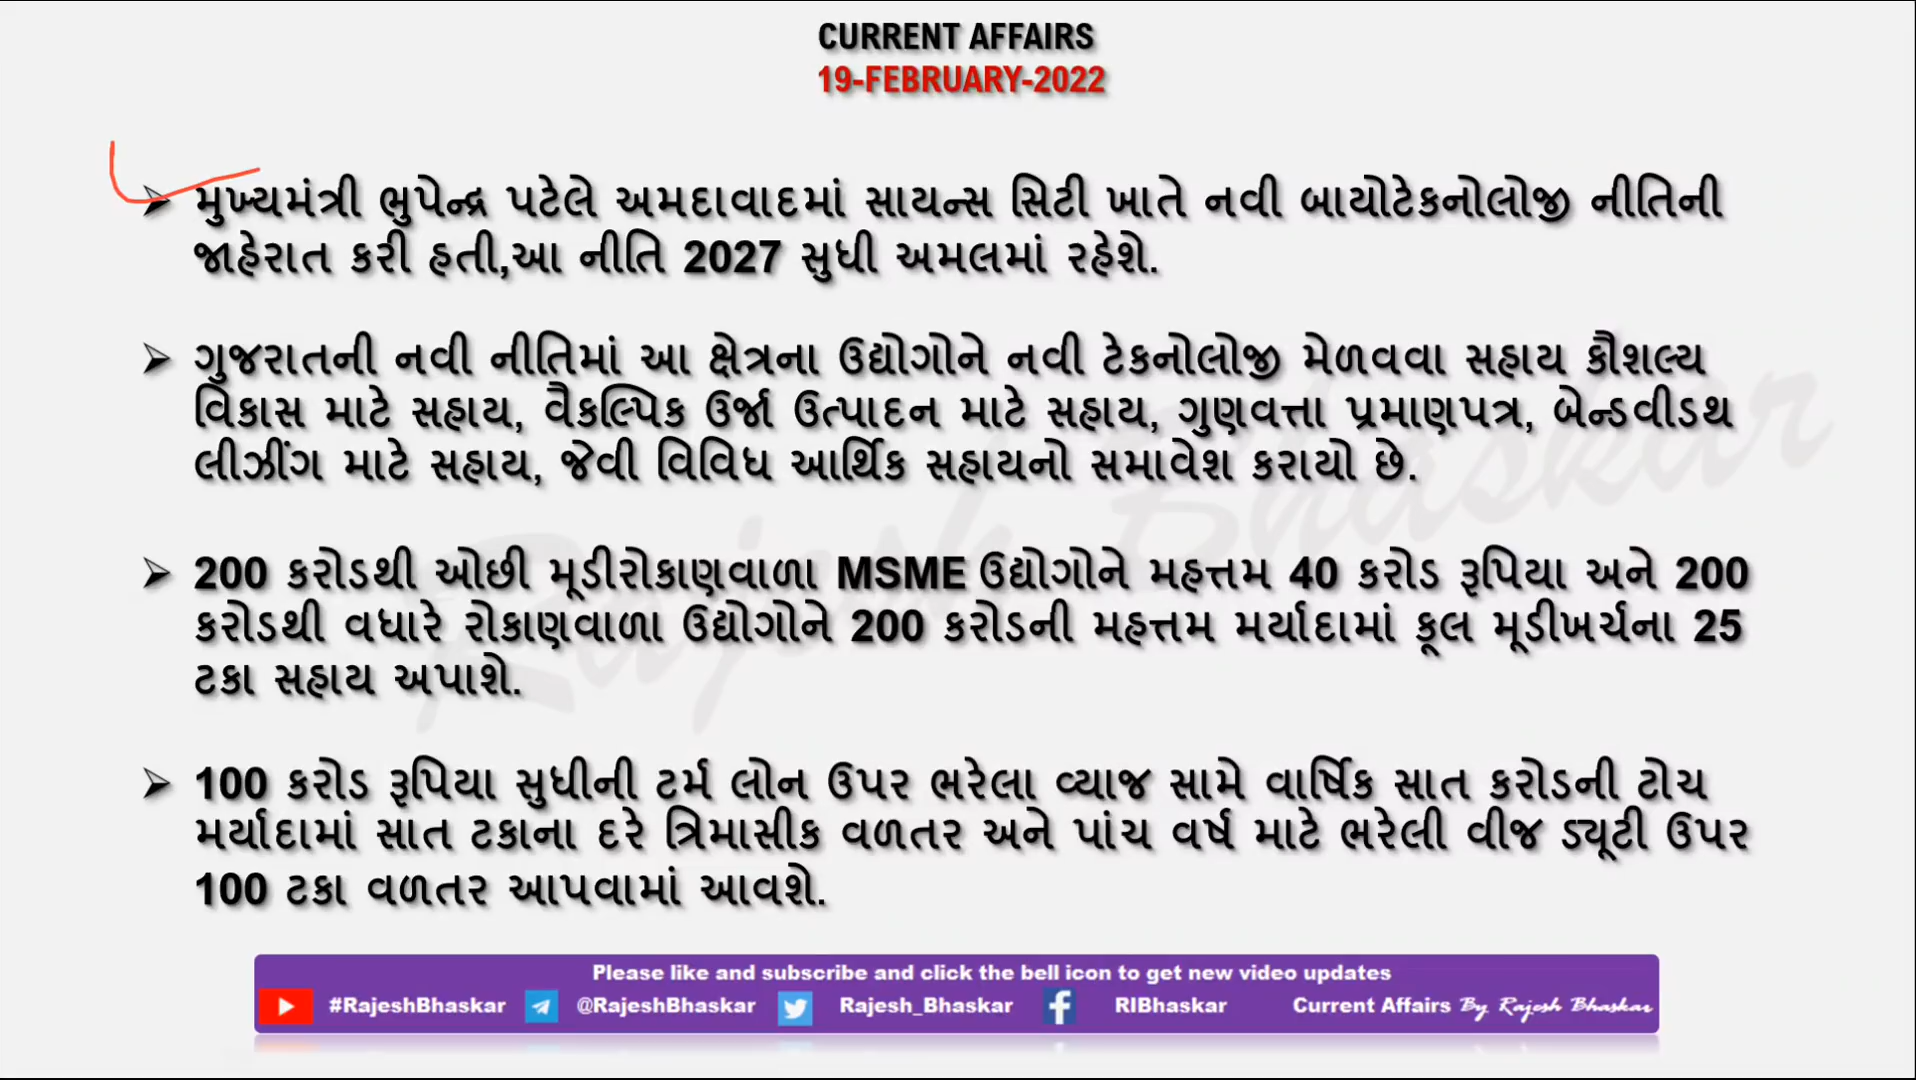 CURRENT AFFAIRS
19-FEBRUARY-2022
મુખ્યમંત્રી ભુપેન્દ્ર પટેલે અમદાવાદમાં સાયન્સ સિટી ખાતે નવી બાયોટેકનોલોજી નીતિની
જાહેરાત કરી હતી,આ નીતિ 2027 સુધી અમલમાં રહેશે.
ગુજરાતની નવી નીતિમાં આ ક્ષેત્રના ઉદ્યોગોને નવી ટેકનોલોજી મેળવવા સહાય કૌશલ્ય
વિકાસ માટે સહાય, વૈકલ્પિક ઉર્જા ઉત્પાદન માટે સહાય, ગુણવત્તા પ્રમાણપત્ર, બેન્ડવીડથ
લીઝીંગ માટે સહાય, જેવી વિવિધ આર્થિક સહાયનો સમાવેશ કરાયો છે.
200 કરોડથી ઓછી મૂડીરોકાણવાળા MSME ઉદ્યોગોને મહત્તમ 40 કરોડ રૂપિયા અને 200
કરોડથી વધારે રોકાણવાળા ઉદ્યોગોને 200 કરોડની મહત્તમ મર્યાદામાં કૂલ મૂડીખર્ચના 25
ટકા સહાય અપાશે.
100 કરોડ રૂપિયા સુધીની ટર્મ લોન ઉપર ભરેલા વ્યાજ સામે વાર્ષિક સાત કરોડની ટોચ
મર્યાદામાં સાત ટકાના દરે ત્રિમાસીક વળતર અને પાંચ વર્ષ માટે ભરેલી વીજ ડ્યૂટી ઉપર
100 ટકા વળતર આપવામાં આવશે.
Rajesh Bhaskar
Please like and subscribe and click the bell icon to get new video updates
#RajeshBhaskar @RajeshBhaskar Rajesh_Bhaskar RIBhaskar Current Affairs By Rajesh Bhaskar